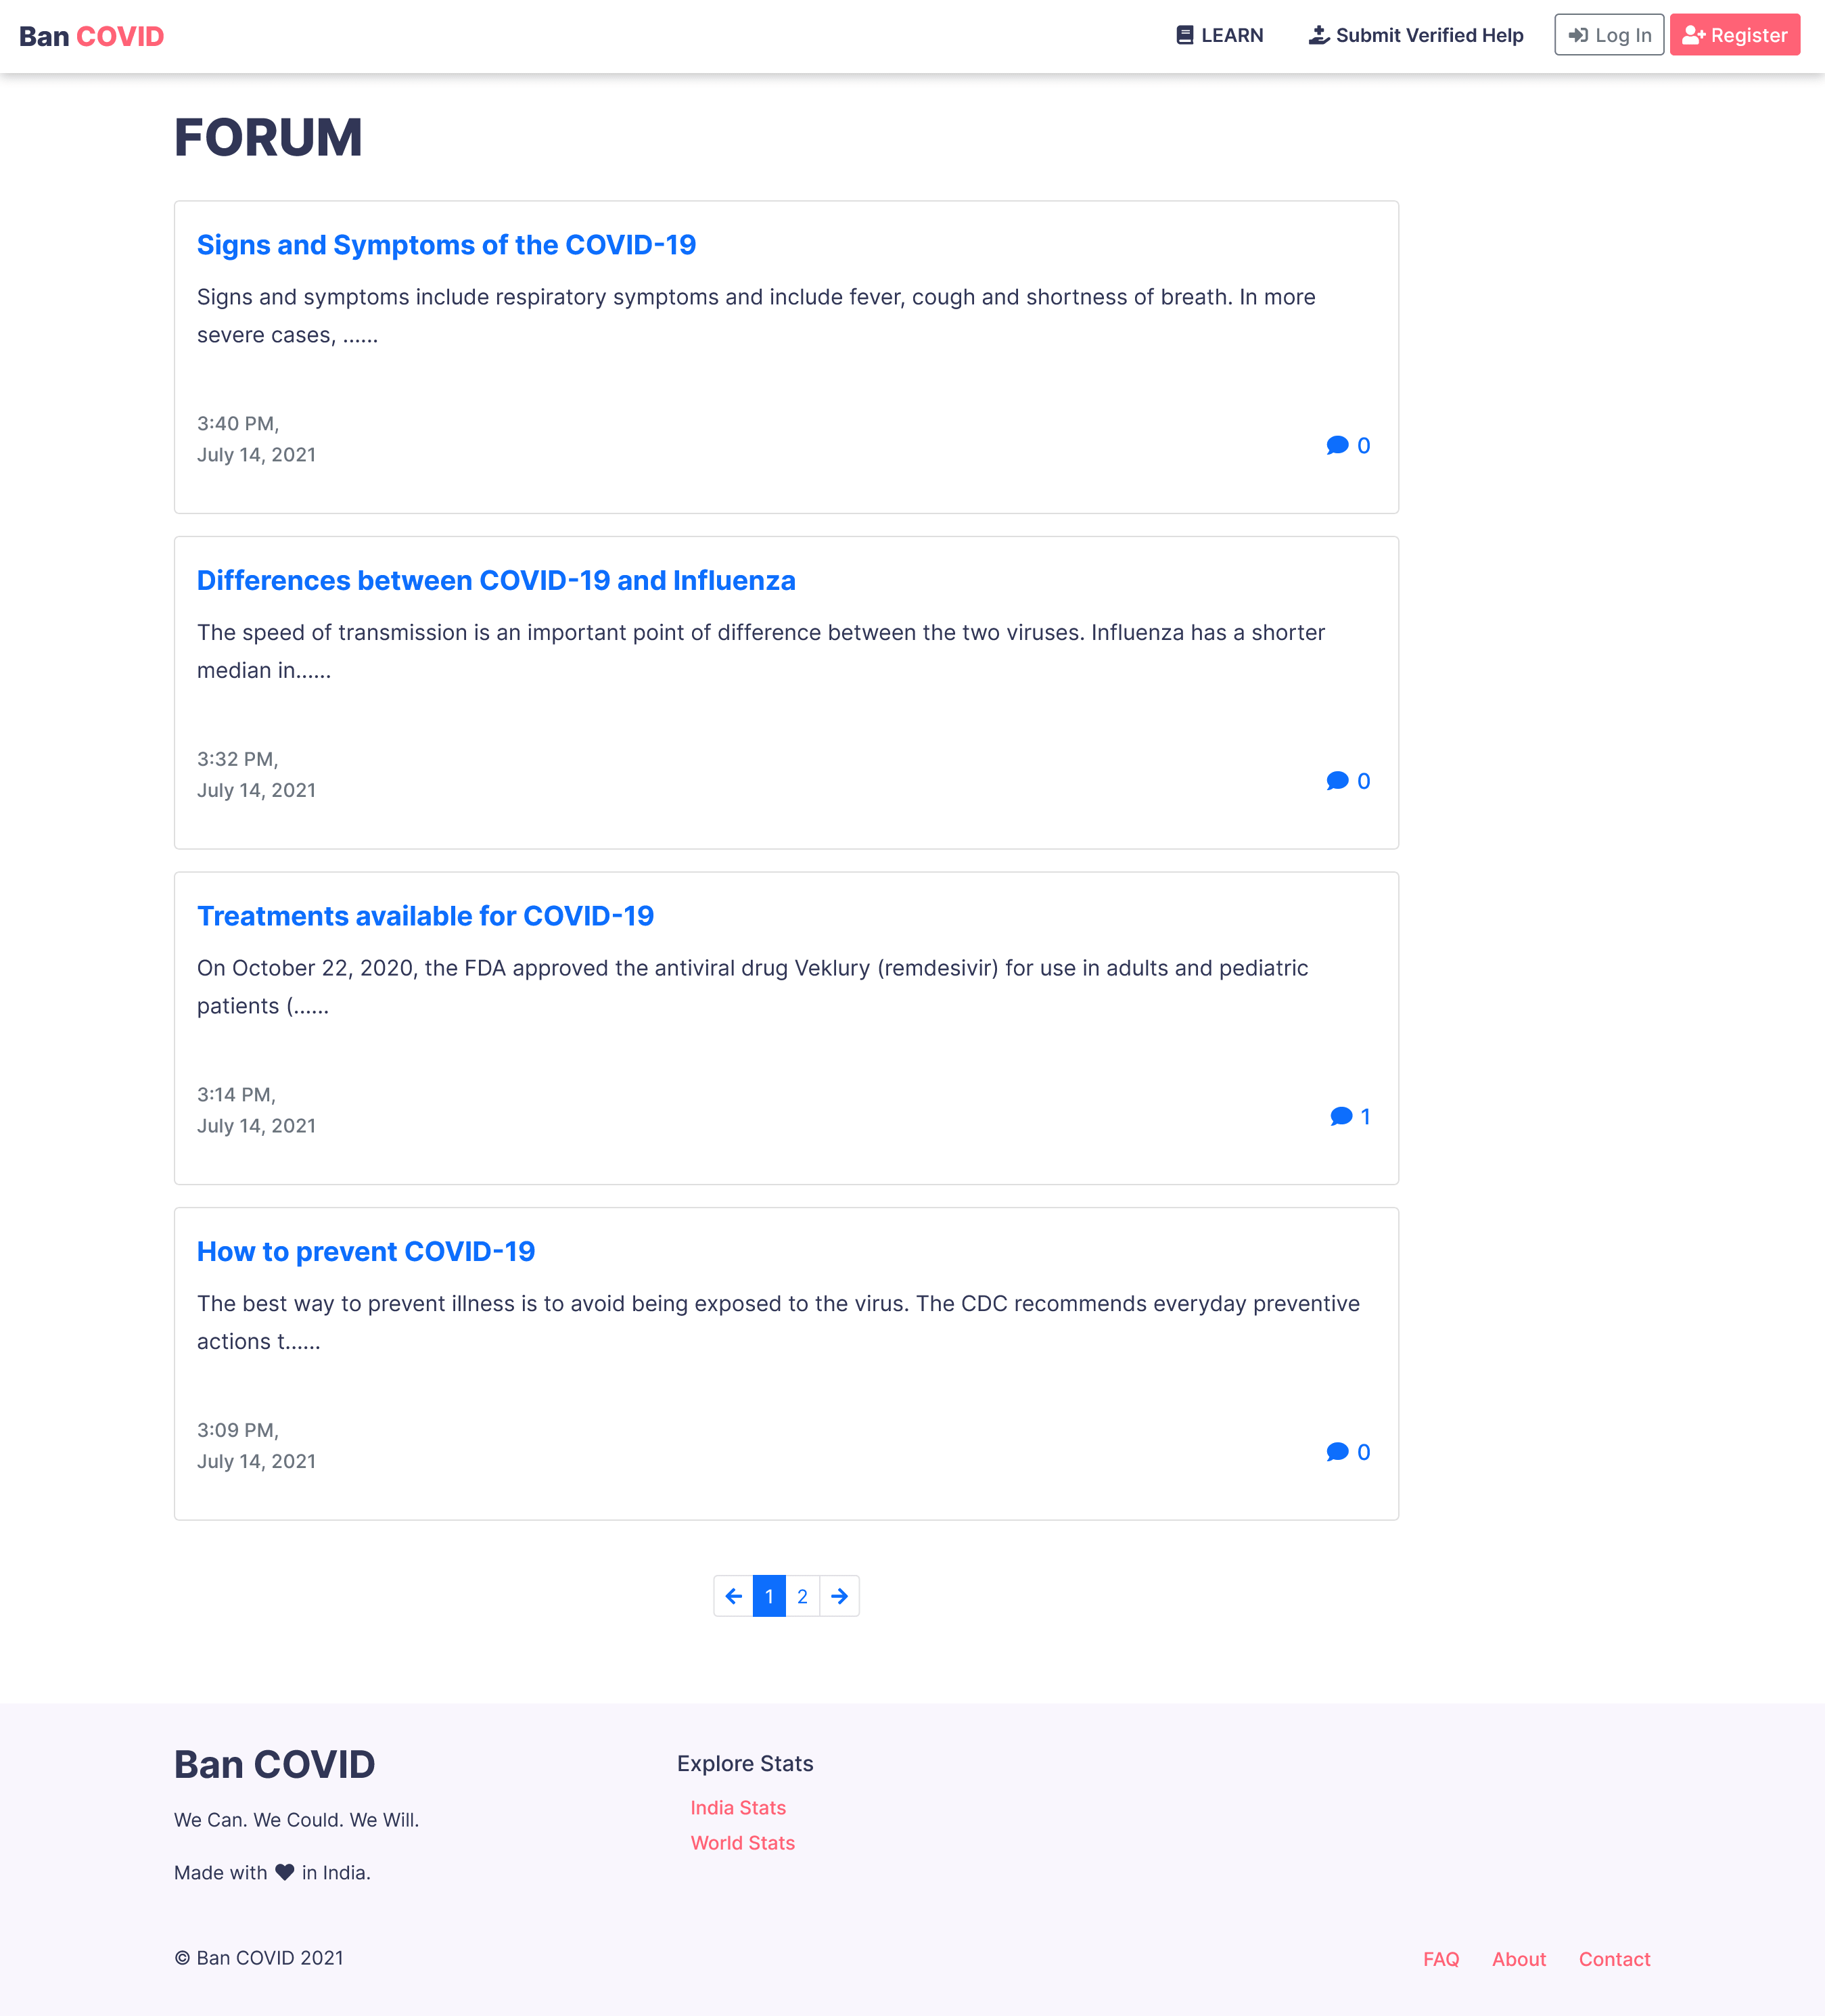 Ban COVID
LEARN
Submit Verified Help
Log In
Register
FORUM
Signs and Symptoms of the COVID-19
Signs and symptoms include respiratory symptoms and include fever, cough and shortness of breath. In more
severe cases, ......
3:40 PM,
July 14, 2021
0
Differences between COVID-19 and Influenza
The speed of transmission is an important point of difference between the two viruses. Influenza has a shorter
median in......
3:32 PM,
July 14, 2021
0
Treatments available for COVID-19
On October 22, 2020, the FDA approved the antiviral drug Veklury (remdesivir) for use in adults and pediatric
patients (......
3:14 PM,
July 14, 2021
1
How to prevent COVID-19
The best way to prevent illness is to avoid being exposed to the virus. The CDC recommends everyday preventive
actions t......
3:09 PM,
July 14, 2021
0
1 2
Ban COVID
We Can. We Could. We Will.
Made with in India.
Explore Stats
India Stats
World Stats
© Ban COVID 2021
FAQ About Contact